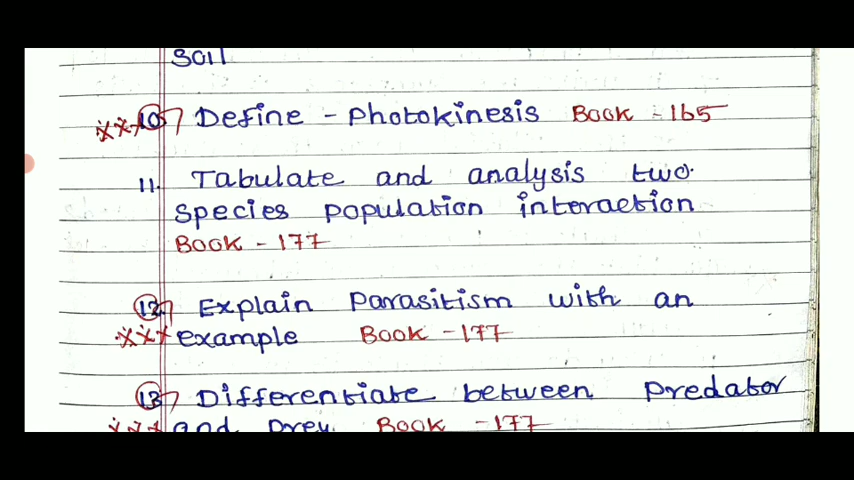 soil
10 Define - Photokinesis Book - 165
11. Tabulate and analysis two
species population interaction
Book - 177
12 Explain Parasitism with an
example Book - 177
13 Differentiate between predator
and prey. Book - 177